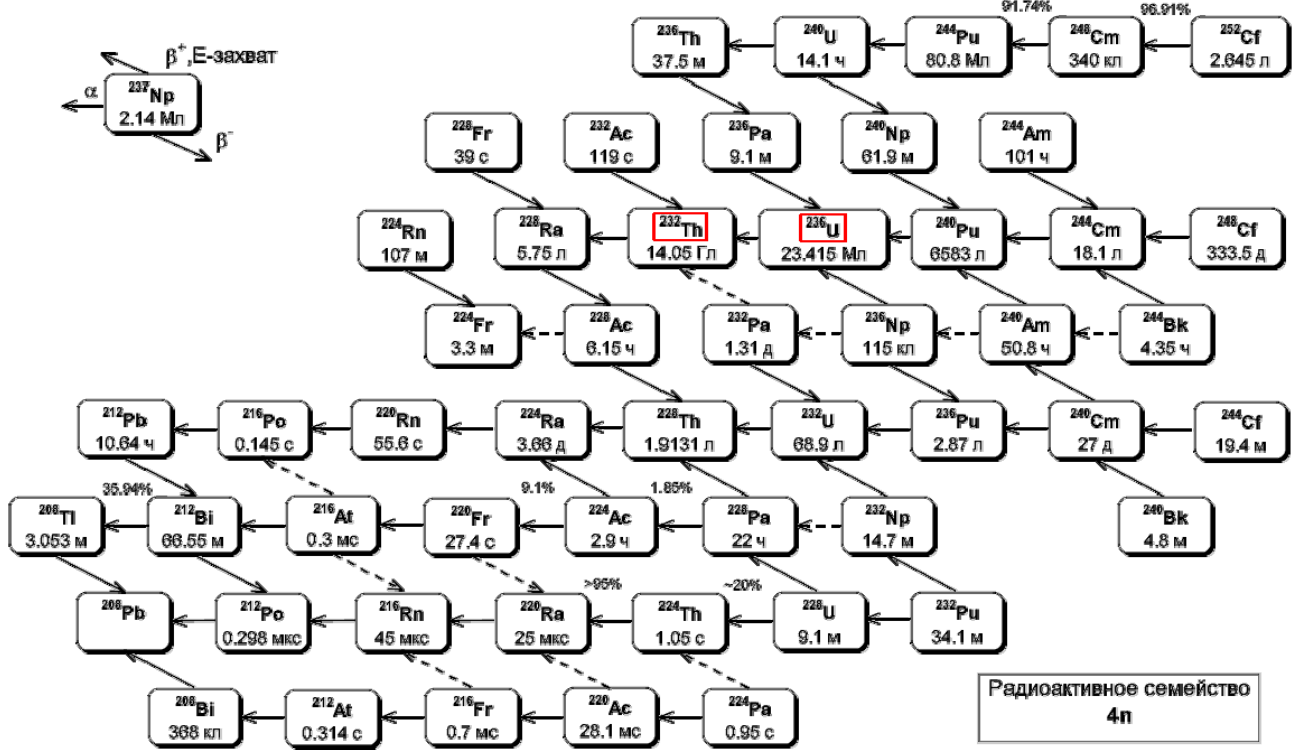 91.74% 96.91%
236Th 240U 244Pu 248Cm 252Cf
37.5 м 14.1 ч 80.8 Мл 340 кл 2.645 л
β+,Е-захват
α
237Np
2.14 Мл
β-
228Fr 232Ac 236Pa 240Np 244Am
39 с 119 с 9.1 м 61.9 м 101 ч
224Rn 228Ra 232Th 236U 240Pu 244Cm 248Cf
107 м 5.75 л 14.05 Гл 23.415 Мл 6583 л 18.1 л 333.5 д
224Fr 228Ac 232Pa 236Np 240Am 244Bk
3.3 м 6.15 ч 1.31 д 115 кл 50.8 ч 4.35 ч
212Pb 216Po 220Rn 224Ra 228Th 232U 236Pu 240Cm 244Cf
10.64 ч 0.145 с 55.6 с 3.66 д 1.9131 л 68.9 л 2.87 л 27 д 19.4 м
35.94% 9.1% 1.85%
208Tl 212Bi 216At 220Fr 224Ac 228Pa 232Np 240Bk
3.053 м 66.55 м 0.3 мс 27.4 с 2.9 ч 22 ч 14.7 м 4.8 м
>95% ~20%
208Pb 212Po 216Rn 220Ra 224Th 228U 232Pu
0.298 мкс 45 мкс 25 мкс 1.05 с 9.1 м 34.1 м
208Bi 212At 216Fr 220Ac 224Pa
368 кл 0.314 с 0.7 мс 28.1 мс 0.95 с
Радиоактивное семейство
4n